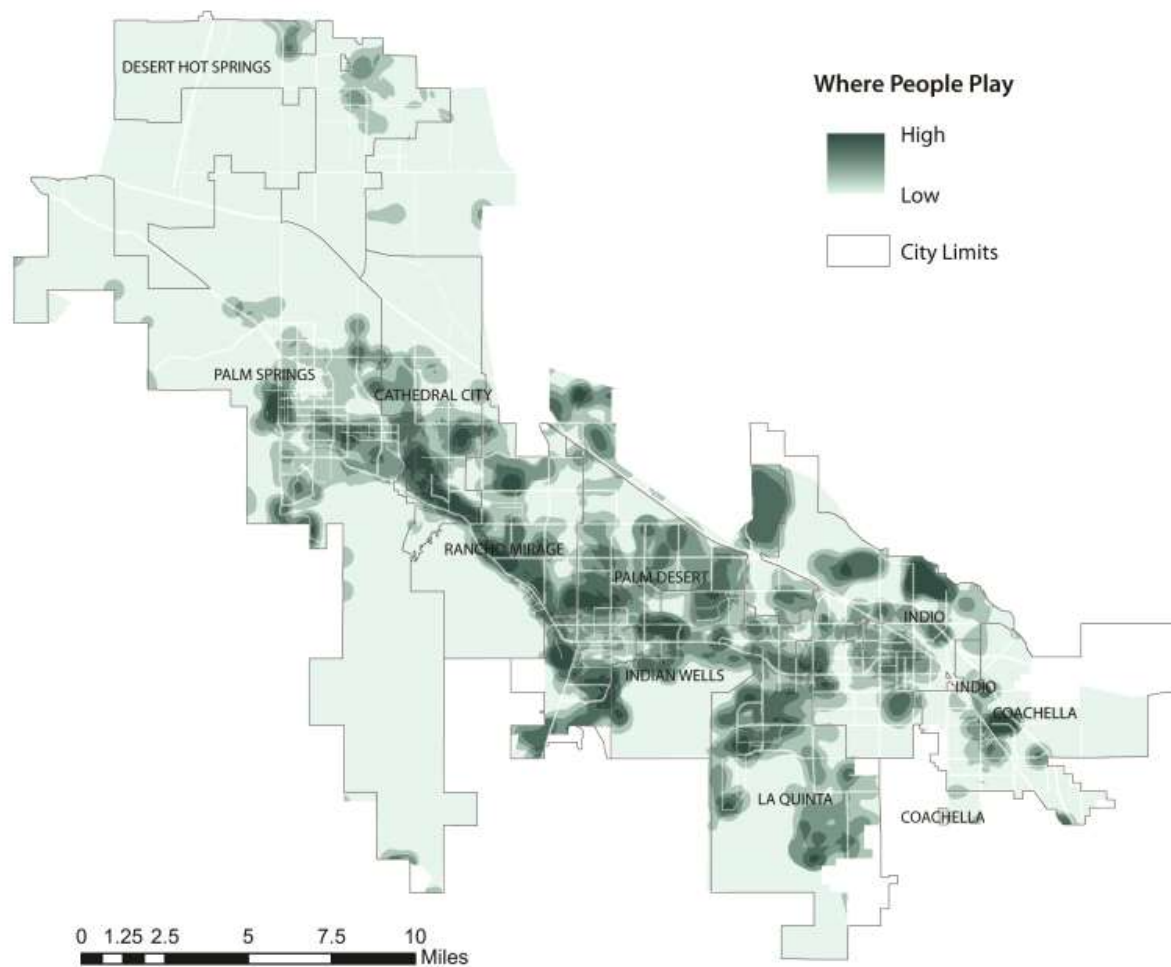 DESERT HOT SPRINGS
Where People Play
High
Low
City Limits
PALM SPRINGS
CATHEDRAL CITY
RANCHO MIRAGE
PALM DESERT
INDIO
INDIAN WELLS
INDIO
COACHELLA
LA QUINTA
COACHELLA
0 1.25 2.5 5 7.5 10
Miles